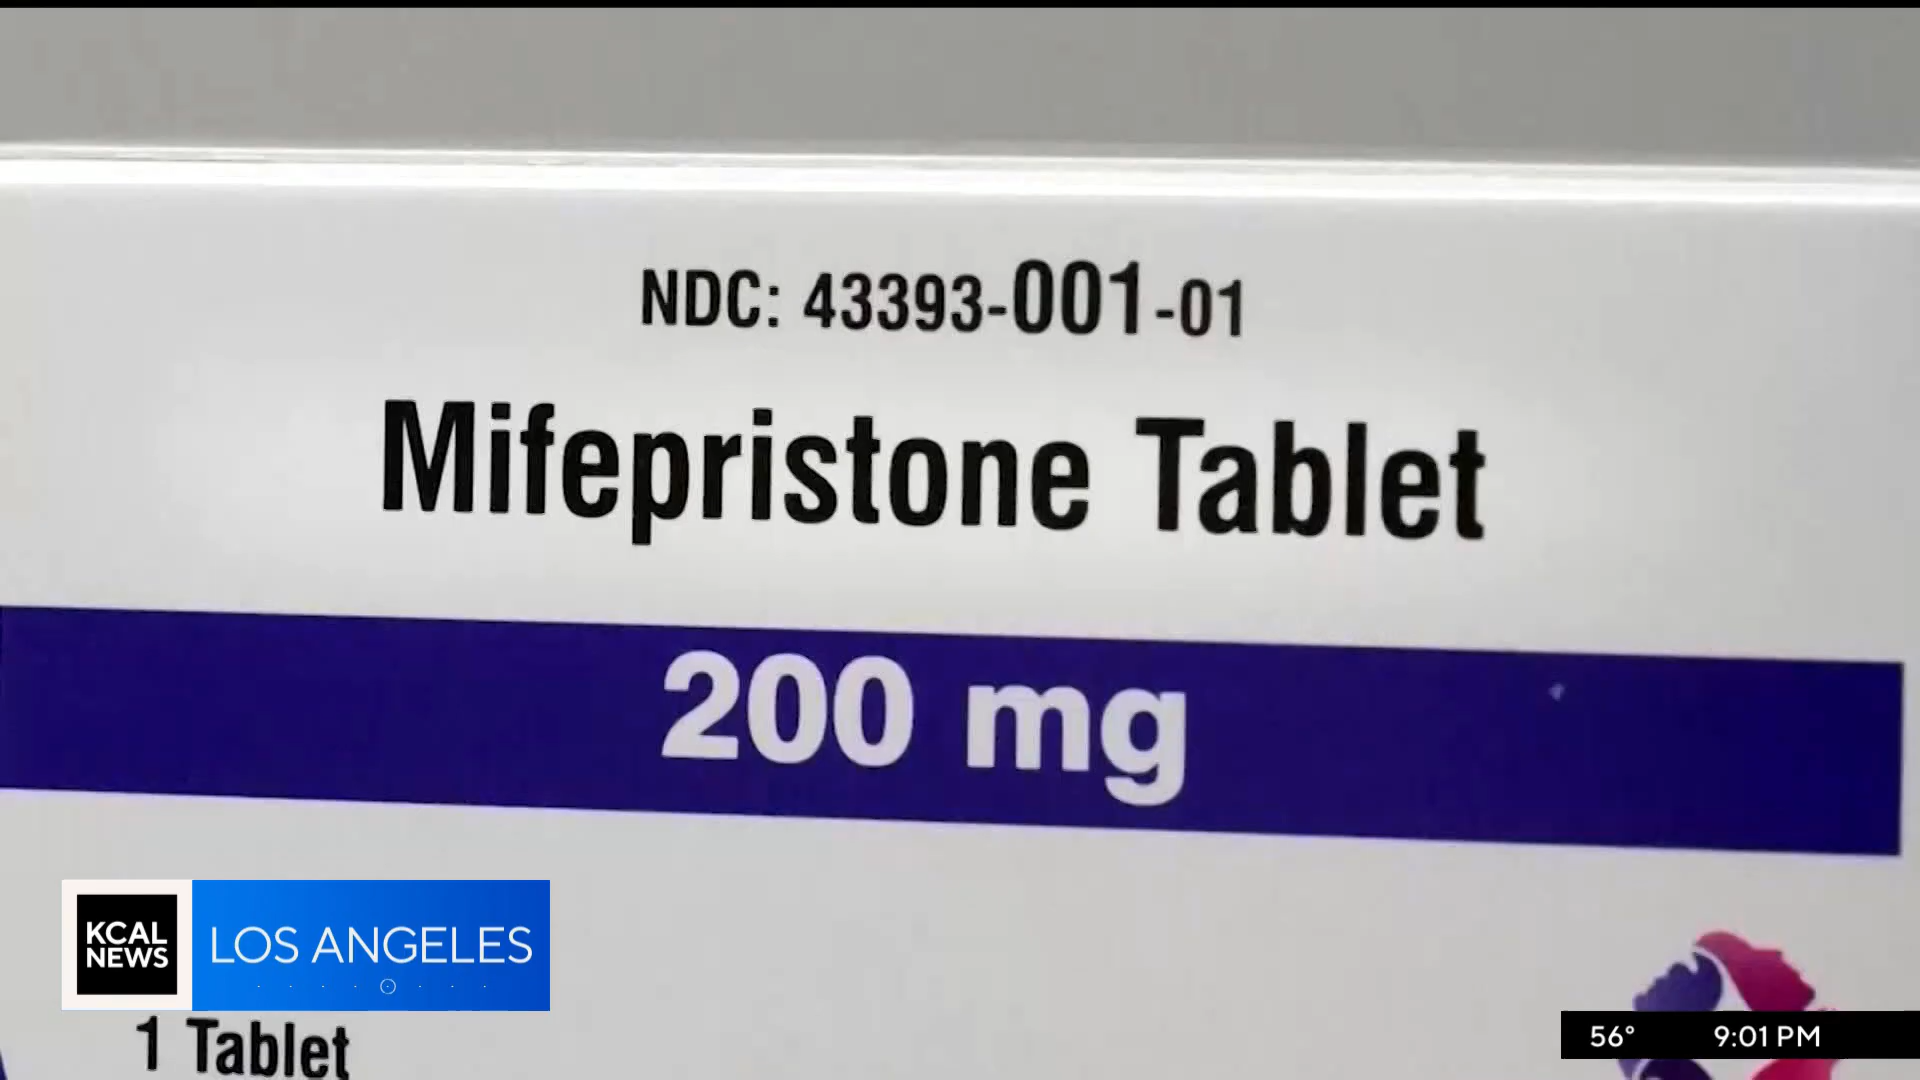 NDC: 43393-001-01
Mifepristone Tablet
200 mg
KCAL
NEWS
LOS ANGELES
1 Tablet
56° 9:01 PM